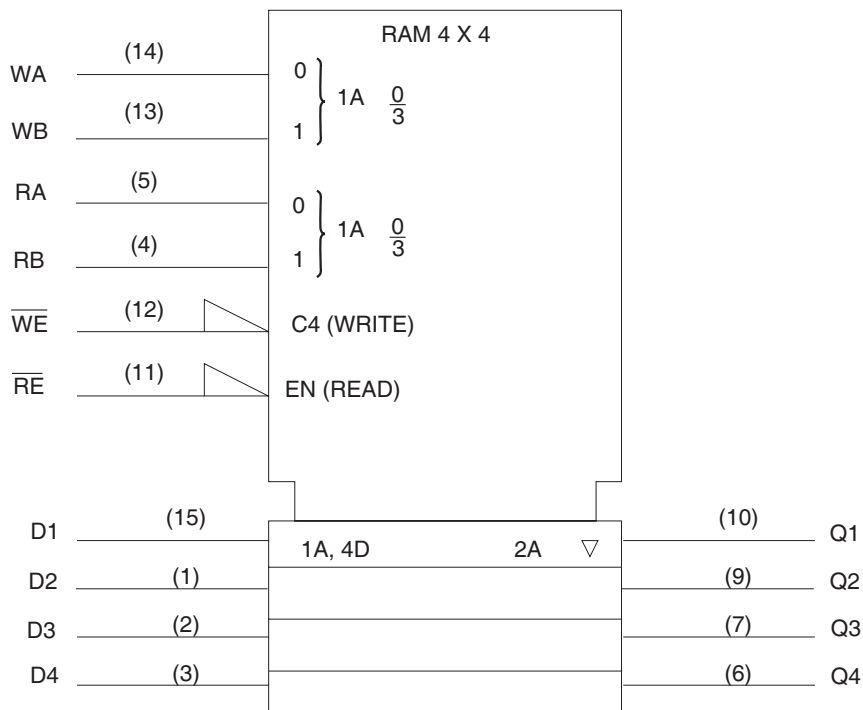 RAM 4 X 4
WA (14) 0
1A 0/3
WB (13) 1
RA (5) 0
1A 0/3
RB (4) 1
WE (12) C4 (WRITE)
RE (11) EN (READ)
D1 (15) 1A, 4D 2A ▽ (10) Q1
D2 (1) (9) Q2
D3 (2) (7) Q3
D4 (3) (6) Q4